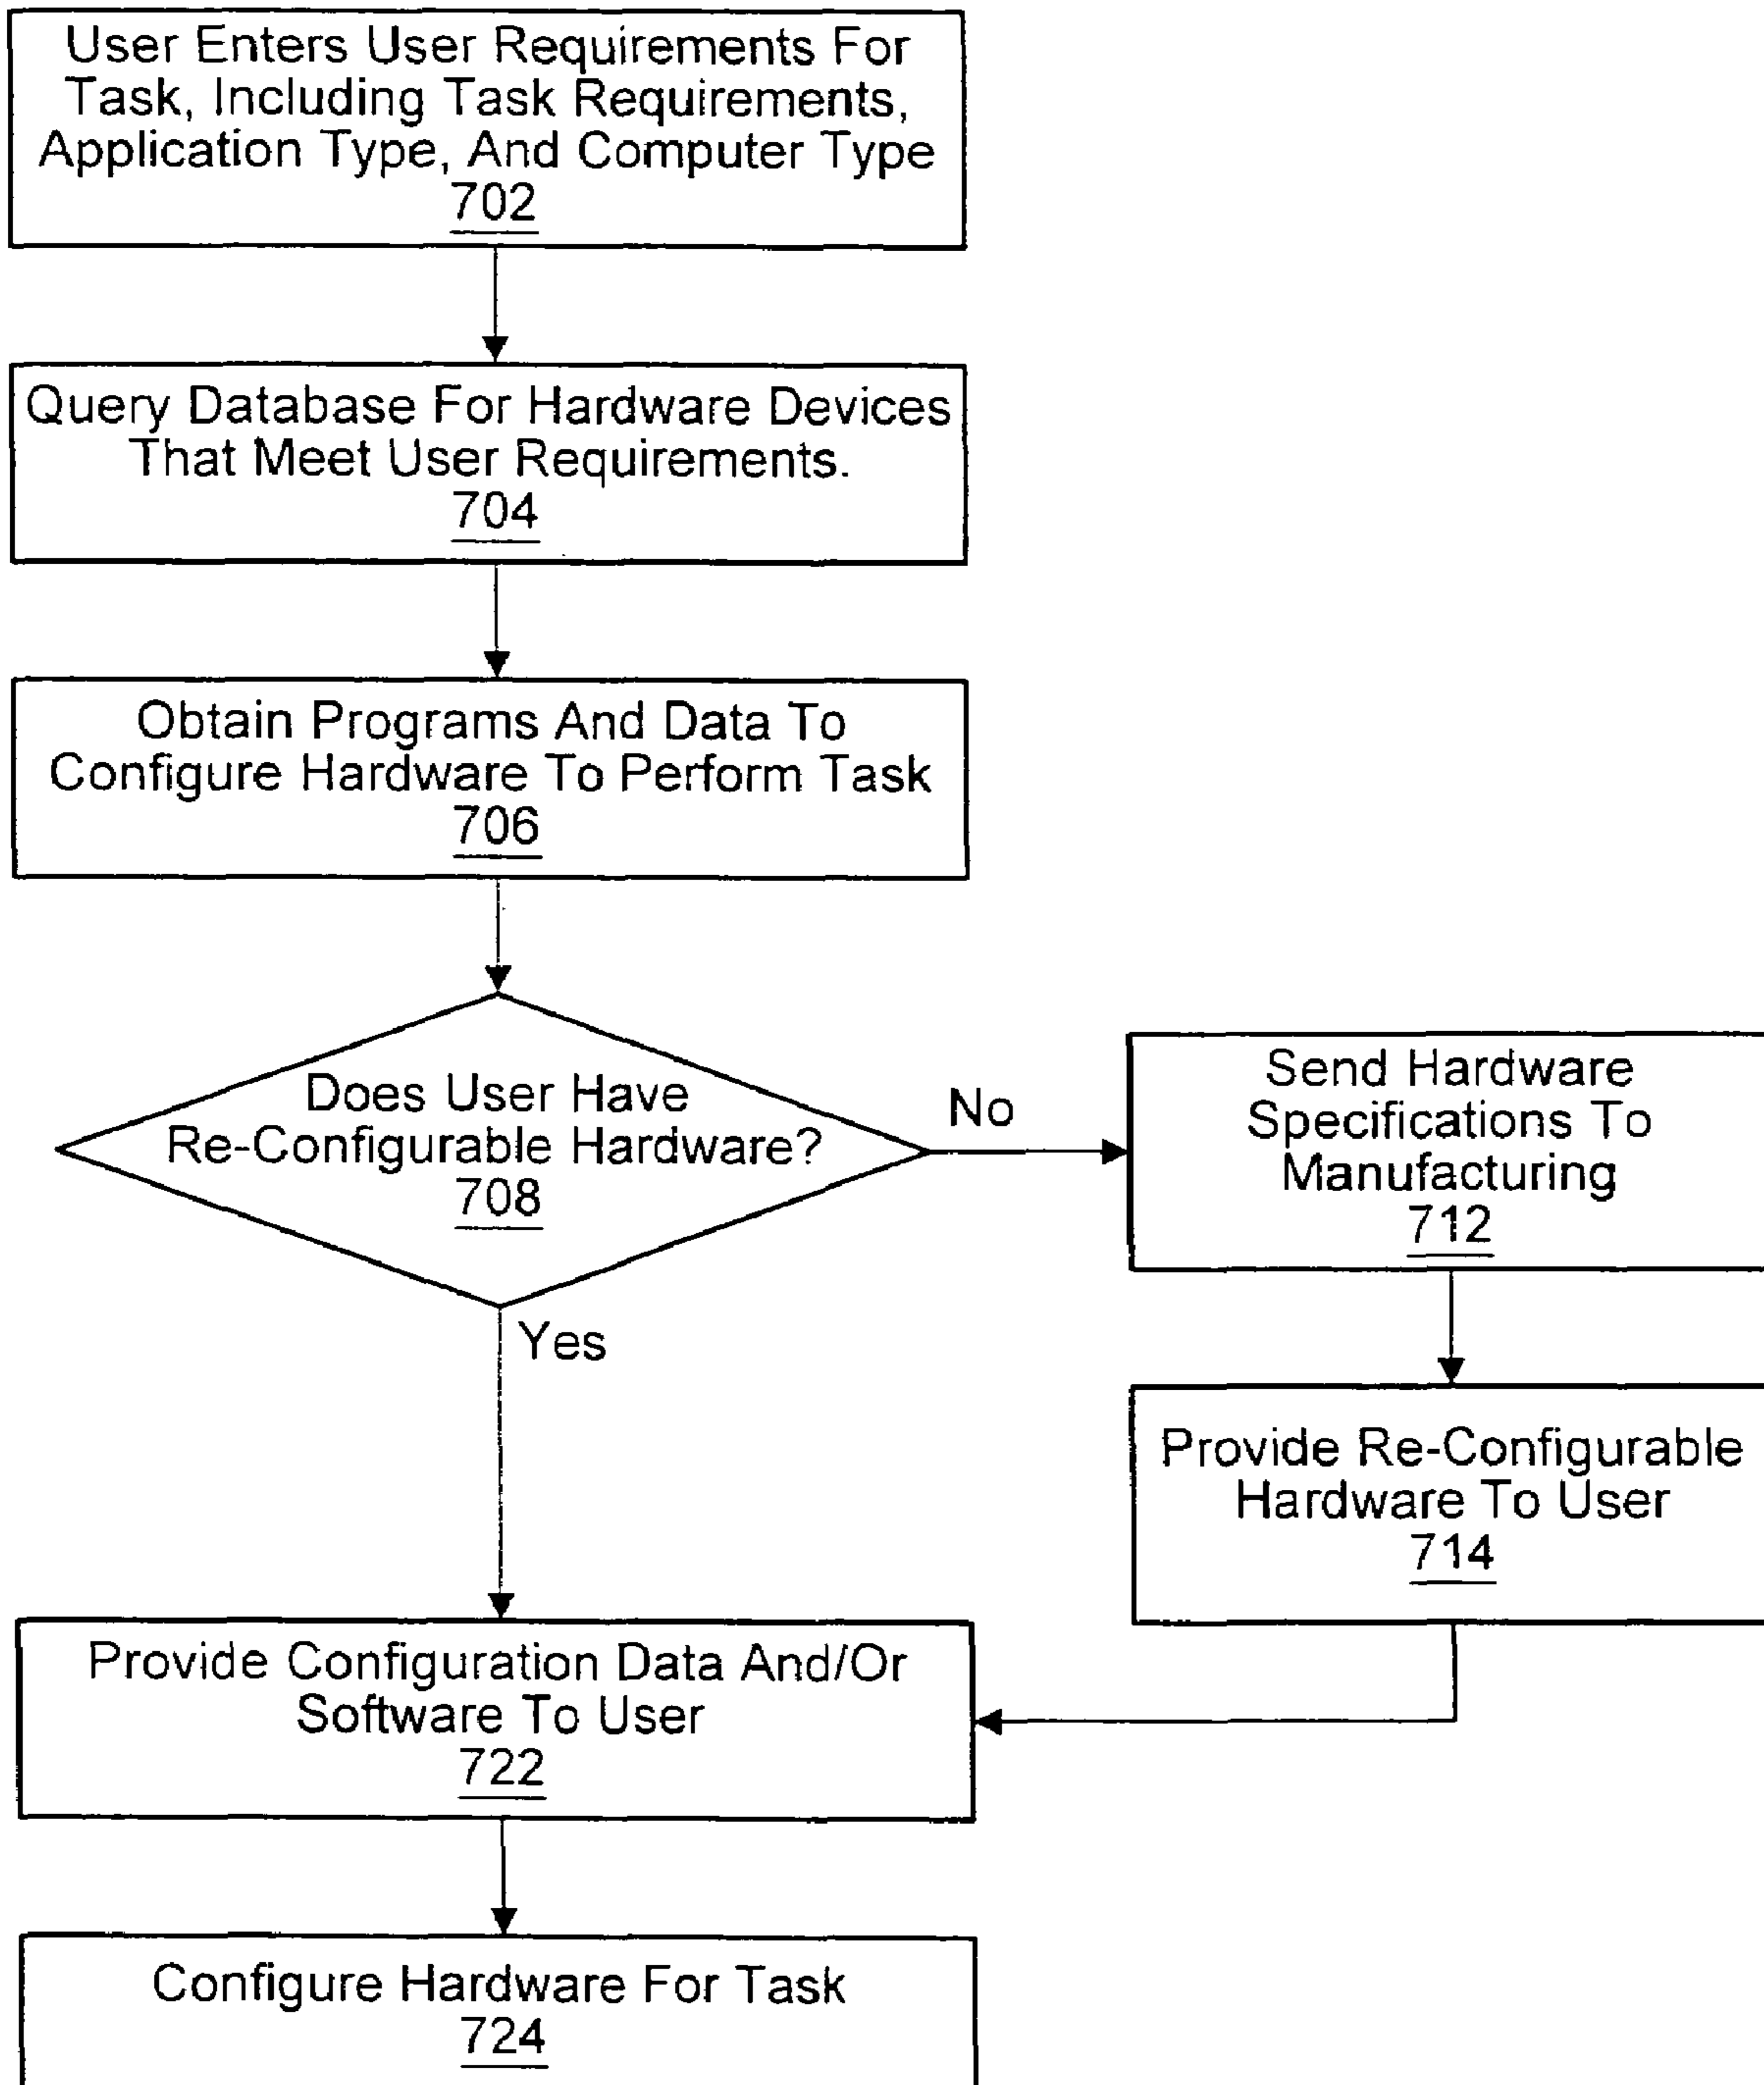 User Enters User Requirements For
Task, Including Task Requirements,
Application Type, And Computer Type
702
Query Database For Hardware Devices
That Meet User Requirements.
704
Obtain Programs And Data To
Configure Hardware To Perform Task
706
Does User Have
Re-Configurable Hardware?
708
No
Send Hardware
Specifications To
Manufacturing
712
Yes
Provide Re-Configurable
Hardware To User
714
Provide Configuration Data And/Or
Software To User
722
Configure Hardware For Task
724